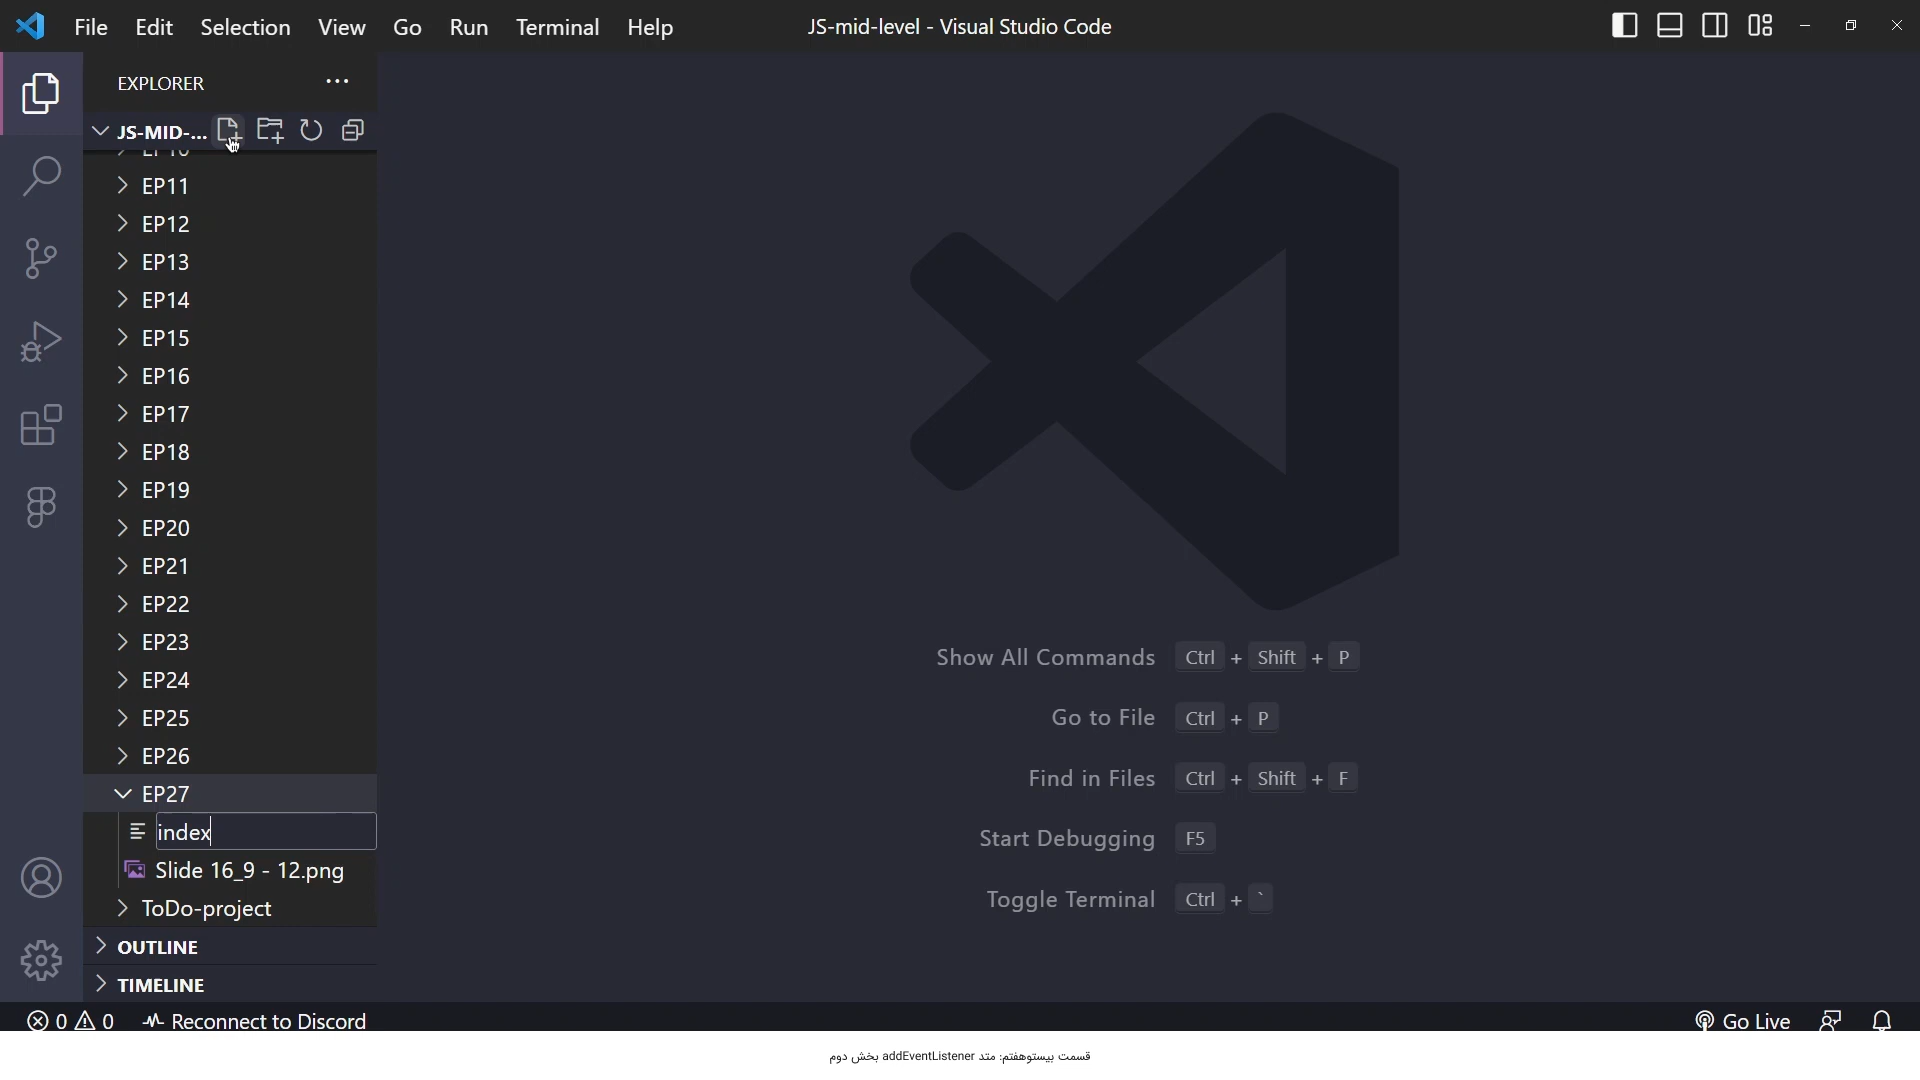 File Edit Selection View Go Run Terminal Help
JS-mid-level - Visual Studio Code
EXPLORER
JS-MID-...
EP10
EP11
EP12
EP13
EP14
EP15
EP16
EP17
EP18
EP19
EP20
EP21
EP22
EP23
EP24
EP25
EP26
EP27
index
Slide 16_9 - 12.png
ToDo-project
OUTLINE
TIMELINE
Show All Commands Ctrl + Shift + P
Go to File Ctrl + P
Find in Files Ctrl + Shift + F
Start Debugging F5
Toggle Terminal Ctrl + `
0 0 Reconnect to Discord
Go Live
قسمت بیستوهفتم: متد addEventListener بخش دوم